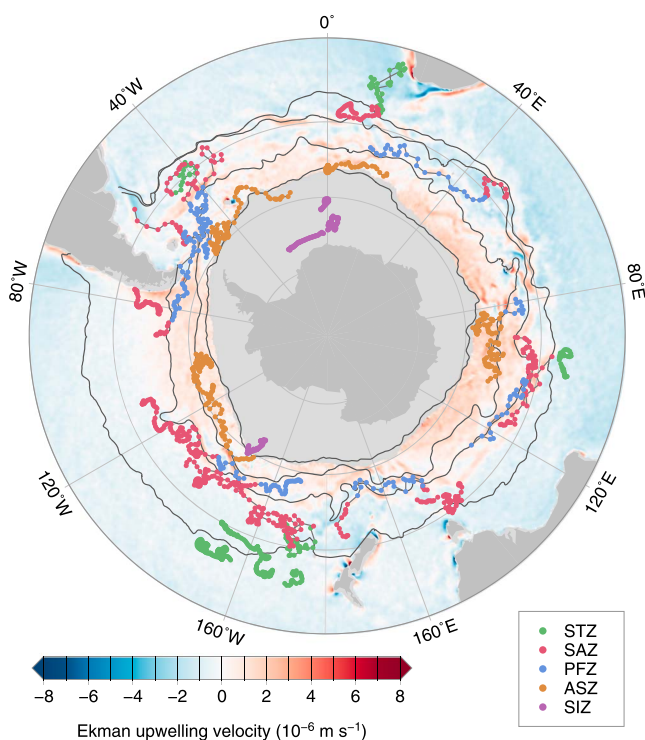 0°
40°W
40°E
80°W
80°E
120°W
120°E
160°W
160°E
STZ
SAZ
PFZ
ASZ
SIZ
−8 −6 −4 −2 0 2 4 6 8
Ekman upwelling velocity (10⁻⁶ m s⁻¹)